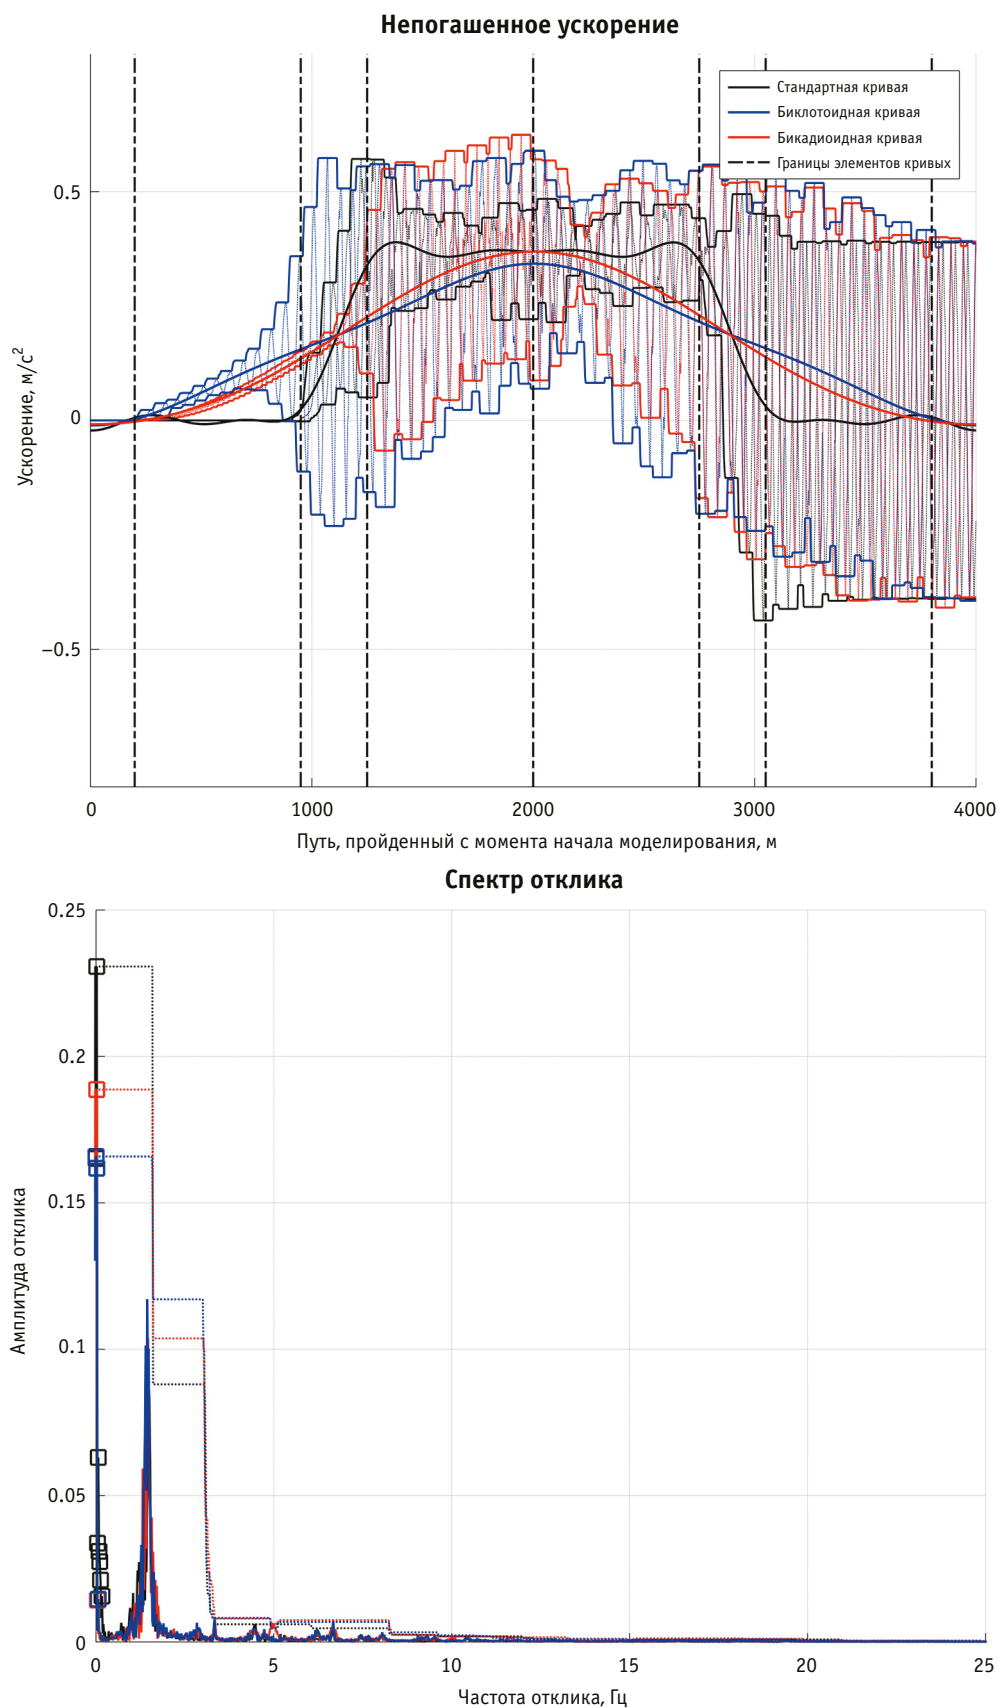 Непогашенное ускорение
Стандартная кривая
Биклотоидная кривая
Бикадиоидная кривая
Границы элементов кривых
0.5
0
−0.5
Ускорение, м/с²
0 1000 2000 3000 4000
Путь, пройденный с момента начала моделирования, м
Спектр отклика
0.25
0.2
0.15
0.1
0.05
0
Амплитуда отклика
0 5 10 15 20 25
Частота отклика, Гц